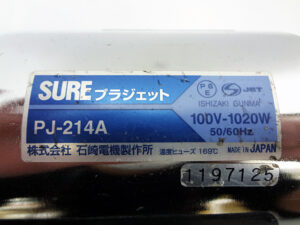 SURE プラジェット
PSE JET
ISHIZAKI GUNMA
PJ-214A
100V-1020W
50/60Hz
株式会社 石崎電機製作所 温度ヒューズ 169℃ MADE IN JAPAN
1197125